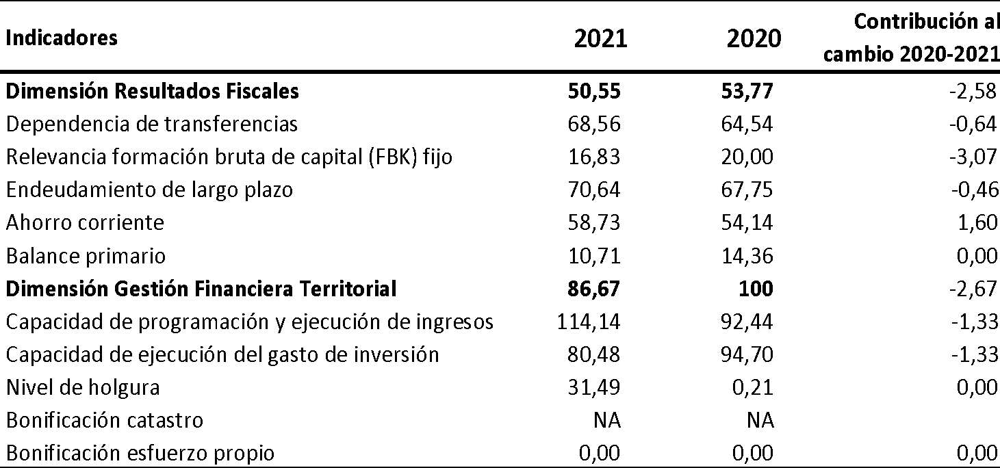 Indicadores 2021 2020 Contribución al cambio 2020-2021
Dimensión Resultados Fiscales 50,55 53,77 -2,58
Dependencia de transferencias 68,56 64,54 -0,64
Relevancia formación bruta de capital (FBK) fijo 16,83 20,00 -3,07
Endeudamiento de largo plazo 70,64 67,75 -0,46
Ahorro corriente 58,73 54,14 1,60
Balance primario 10,71 14,36 0,00
Dimensión Gestión Financiera Territorial 86,67 100 -2,67
Capacidad de programación y ejecución de ingresos 114,14 92,44 -1,33
Capacidad de ejecución del gasto de inversión 80,48 94,70 -1,33
Nivel de holgura 31,49 0,21 0,00
Bonificación catastro NA NA
Bonificación esfuerzo propio 0,00 0,00 0,00